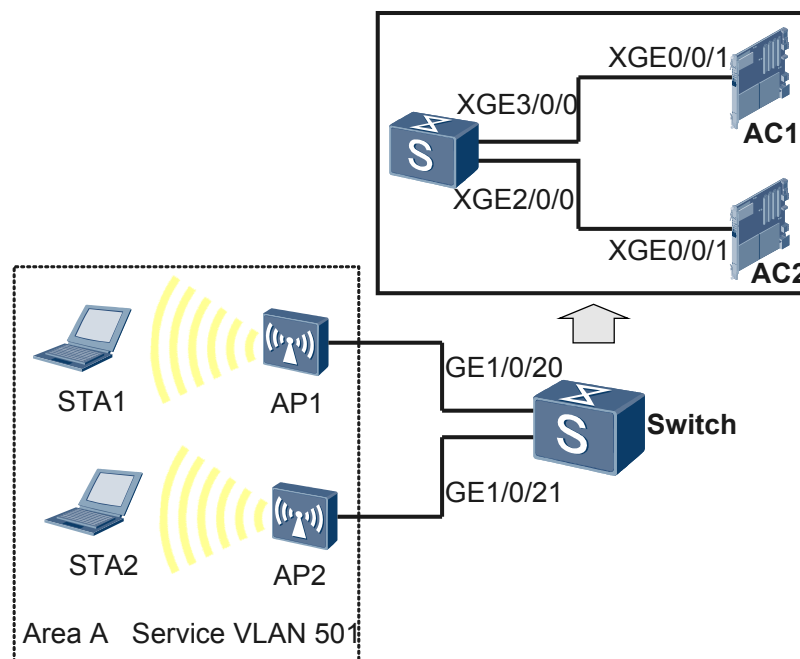 XGE0/0/1
XGE3/0/0
AC1
S
XGE2/0/0
XGE0/0/1
AC2
STA1
AP1
GE1/0/20
S
Switch
GE1/0/21
STA2
AP2
Area A Service VLAN 501